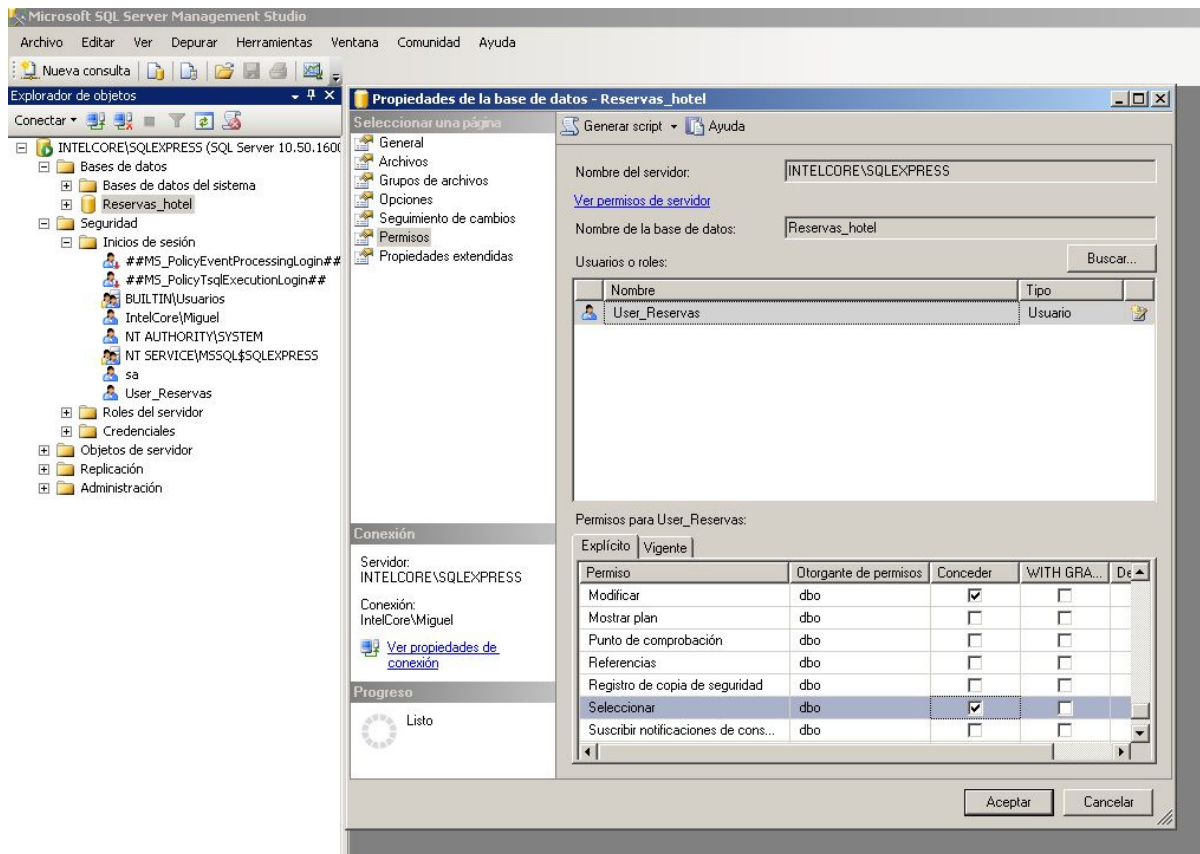 Microsoft SQL Server Management Studio
Archivo Editar Ver Depurar Herramientas Ventana Comunidad Ayuda
Nueva consulta
Explorador de objetos
Conectar
INTELCORE\SQLEXPRESS (SQL Server 10.50.160
Bases de datos
Bases de datos del sistema
Reservas_hotel
Seguridad
Inicios de sesión
##MS_PolicyEventProcessingLogin##
##MS_PolicyTsqlExecutionLogin##
BUILTIN\Usuarios
IntelCore\Miguel
NT AUTHORITY\SYSTEM
NT SERVICE\MSSQL$SQLEXPRESS
sa
User_Reservas
Roles del servidor
Credenciales
Objetos de servidor
Replicación
Administración
Propiedades de la base de datos - Reservas_hotel
Seleccionar una página
General
Archivos
Grupos de archivos
Opciones
Seguimiento de cambios
Permisos
Propiedades extendidas
Conexión
Servidor:
INTELCORE\SQLEXPRESS
Conexión:
IntelCore\Miguel
Ver propiedades de
conexión
Progreso
Listo
Generar script Ayuda
Nombre del servidor: INTELCORE\SQLEXPRESS
Ver permisos de servidor
Nombre de la base de datos: Reservas_hotel
Usuarios o roles: Buscar...
Nombre Tipo
User_Reservas Usuario
Permisos para User_Reservas:
Explícito Vigente
Permiso Otorgante de permisos Conceder WITH GRA... De
Modificar dbo
Mostrar plan dbo
Punto de comprobación dbo
Referencias dbo
Registro de copia de seguridad dbo
Seleccionar dbo
Suscribir notificaciones de cons... dbo
Aceptar Cancelar